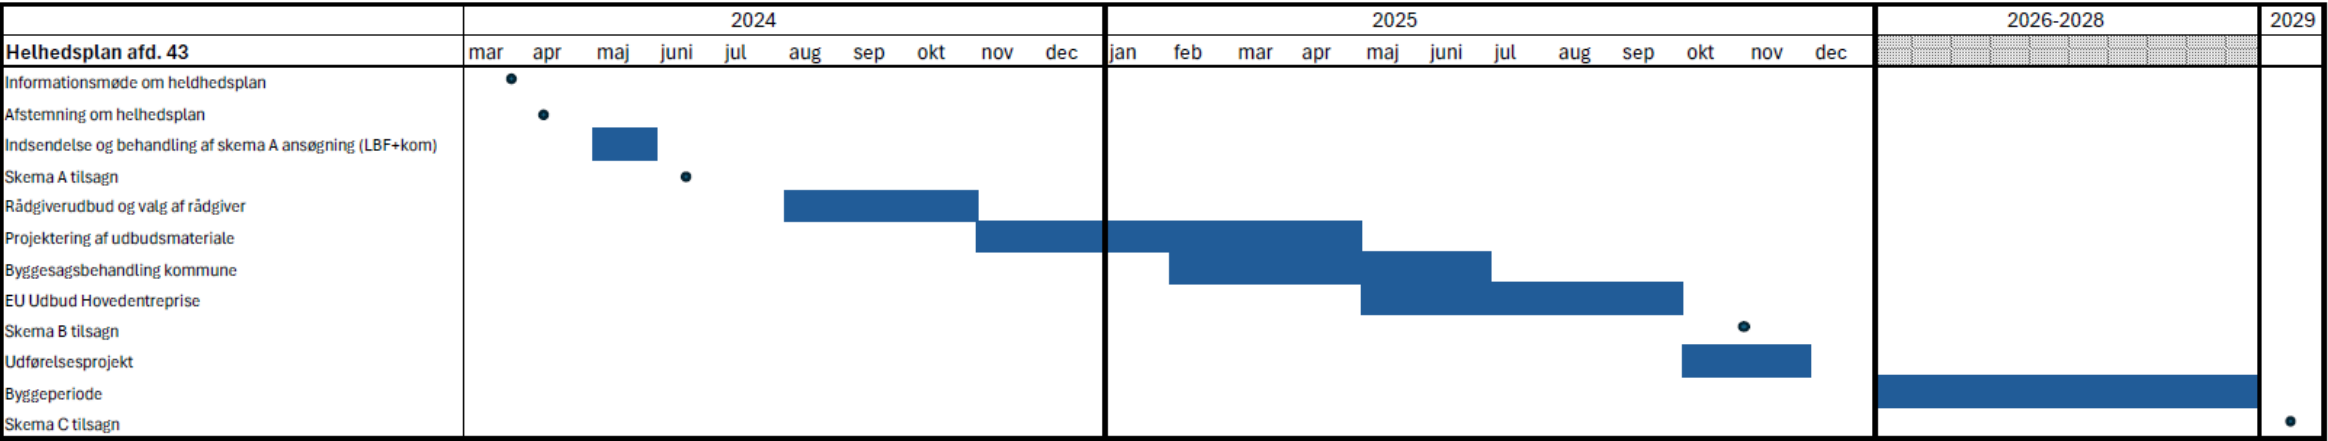 2024 2025 2026-2028 2029
Helhedsplan afd. 43 mar apr maj juni jul aug sep okt nov dec jan feb mar apr maj juni jul aug sep okt nov dec
Informationsmøde om heldhedsplan
Afstemning om helhedsplan
Indsendelse og behandling af skema A ansøgning (LBF+kom)
Skema A tilsagn
Rådgiverudbud og valg af rådgiver
Projektering af udbudsmateriale
Byggesagsbehandling kommune
EU Udbud Hovedentreprise
Skema B tilsagn
Udførelsesprojekt
Byggeperiode
Skema C tilsagn